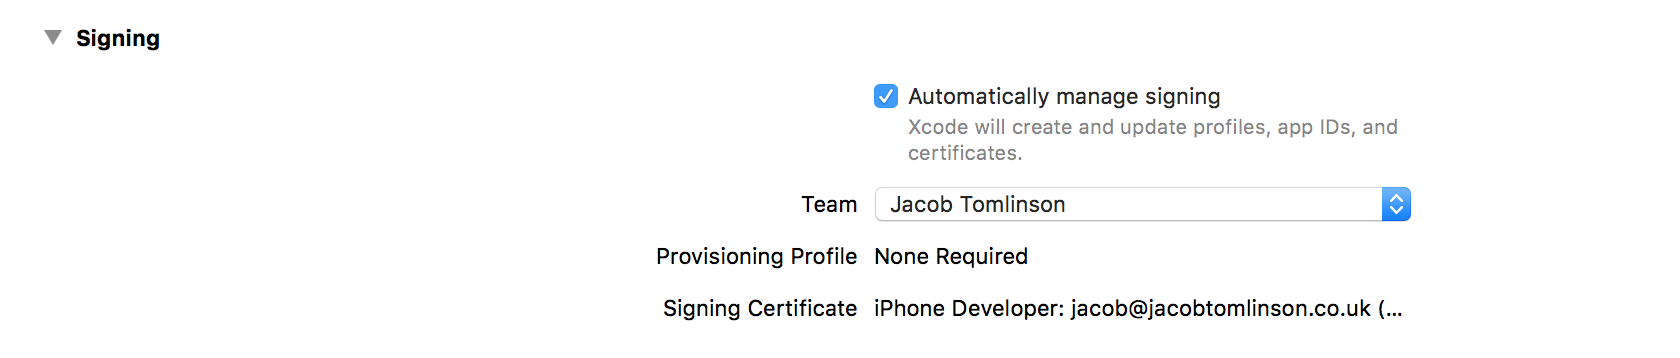 Signing
Automatically manage signing
Xcode will create and update profiles, app IDs, and
certificates.
Team Jacob Tomlinson
Provisioning Profile None Required
Signing Certificate iPhone Developer: jacob@jacobtomlinson.co.uk (...